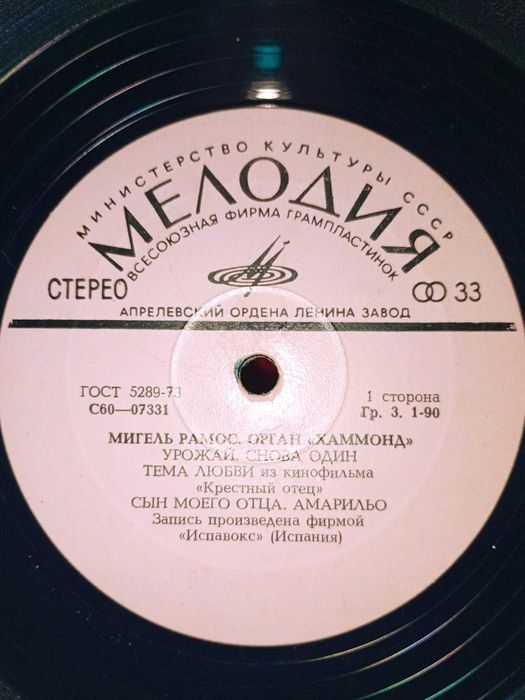 МИНИСТЕРСТВО КУЛЬТУРЫ СССР
МЕЛОДИЯ
ВСЕСОЮЗНАЯ ФИРМА ГРАМПЛАСТИНОК
СТЕРЕО
33
АПРЕЛЕВСКИЙ ОРДЕНА ЛЕНИНА ЗАВОД
ГОСТ 5289-73
1 сторона
С60—07331
Гр. 3. 1-90
МИГЕЛЬ РАМОС, ОРГАН «ХАММОНД»
УРОЖАЙ, СНОВА ОДИН
ТЕМА ЛЮБВИ из кинофильма
«Крестный отец»
СЫН МОЕГО ОТЦА, АМАРИЛЬО
Запись произведена фирмой
«Испавокс» (Испания)